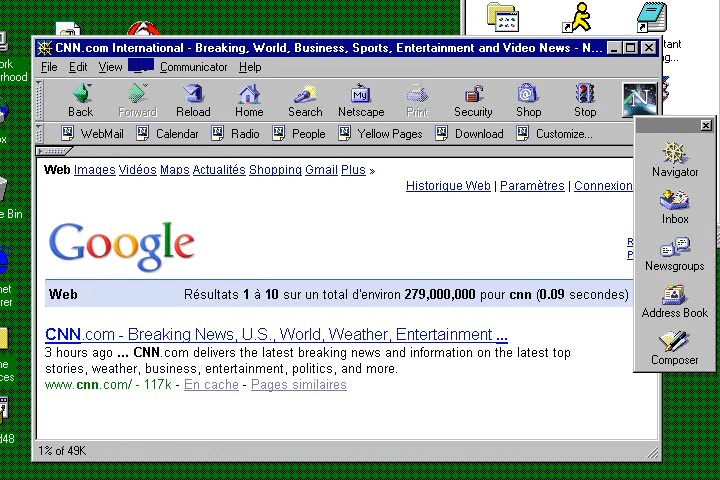 CNN.com International - Breaking, World, Business, Sports, Entertainment and Video News - N...
File Edit View Communicator Help
Back Forward Reload Home Search Netscape Print Security Shop Stop
N
WebMail Calendar Radio People Yellow Pages Download Customize...
Web Images Vidéos Maps Actualités Shopping Gmail Plus »
Historique Web | Paramètres | Connexion
Google
Web Résultats 1 à 10 sur un total d'environ 279,000,000 pour cnn (0.09 secondes)
CNN.com - Breaking News, U.S., World, Weather, Entertainment ...
3 hours ago ... CNN.com delivers the latest breaking news and information on the latest top
stories, weather, business, entertainment, politics, and more.
www.cnn.com/ - 117k - En cache - Pages similaires
1% of 49K
Navigator
Inbox
Newsgroups
Address Book
Composer